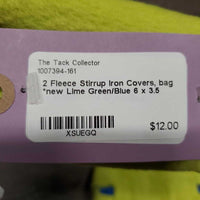 The Tack Collector
1007394-161
2 Fleece Stirrup Iron Covers, bag
*new Lime Green/Blue 6 x 3.5
XSUEGQ
$12.00